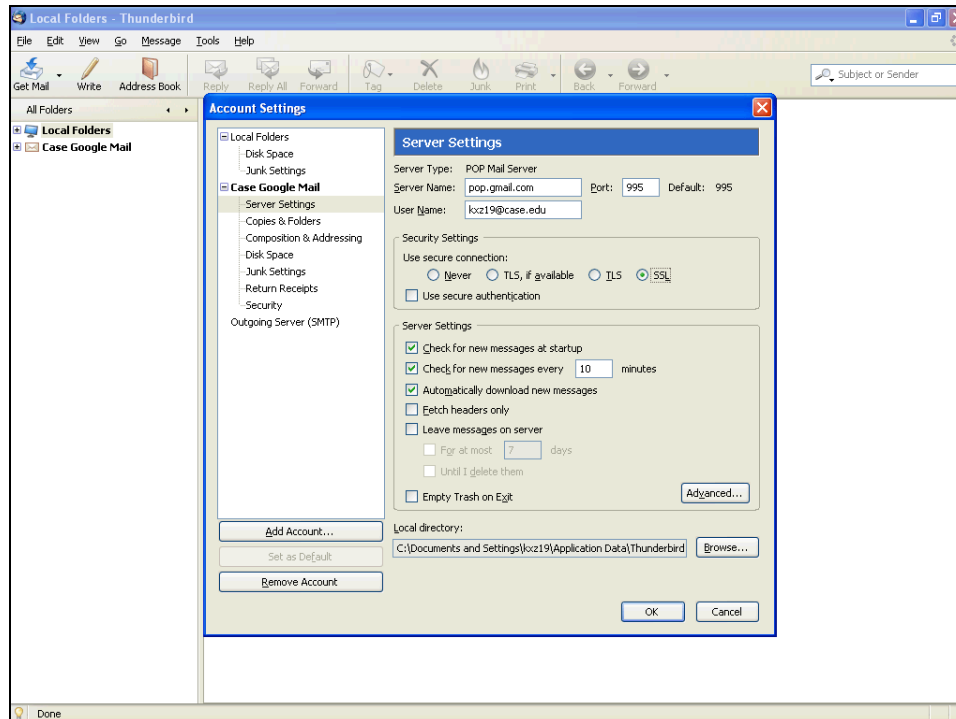 Local Folders - Thunderbird
File Edit View Go Message Tools Help
Get Mail Write Address Book Reply Reply All Forward Tag Delete Junk Print Back Forward Subject or Sender
All Folders
Local Folders
Case Google Mail
Account Settings
Local Folders
Disk Space
Junk Settings
Case Google Mail
Server Settings
Copies & Folders
Composition & Addressing
Disk Space
Junk Settings
Return Receipts
Security
Outgoing Server (SMTP)
Add Account...
Set as Default
Remove Account
Server Settings
Server Type: POP Mail Server
Server Name: pop.gmail.com Port: 995 Default: 995
User Name: kxz19@case.edu
Security Settings
Use secure connection:
Never TLS, if available TLS SSL
Use secure authentication
Server Settings
Check for new messages at startup
Check for new messages every 10 minutes
Automatically download new messages
Fetch headers only
Leave messages on server
For at most 7 days
Until I delete them
Empty Trash on Exit
Advanced...
Local directory:
C:\Documents and Settings\kxz19\Application Data\Thunderbird Browse...
OK Cancel
Done